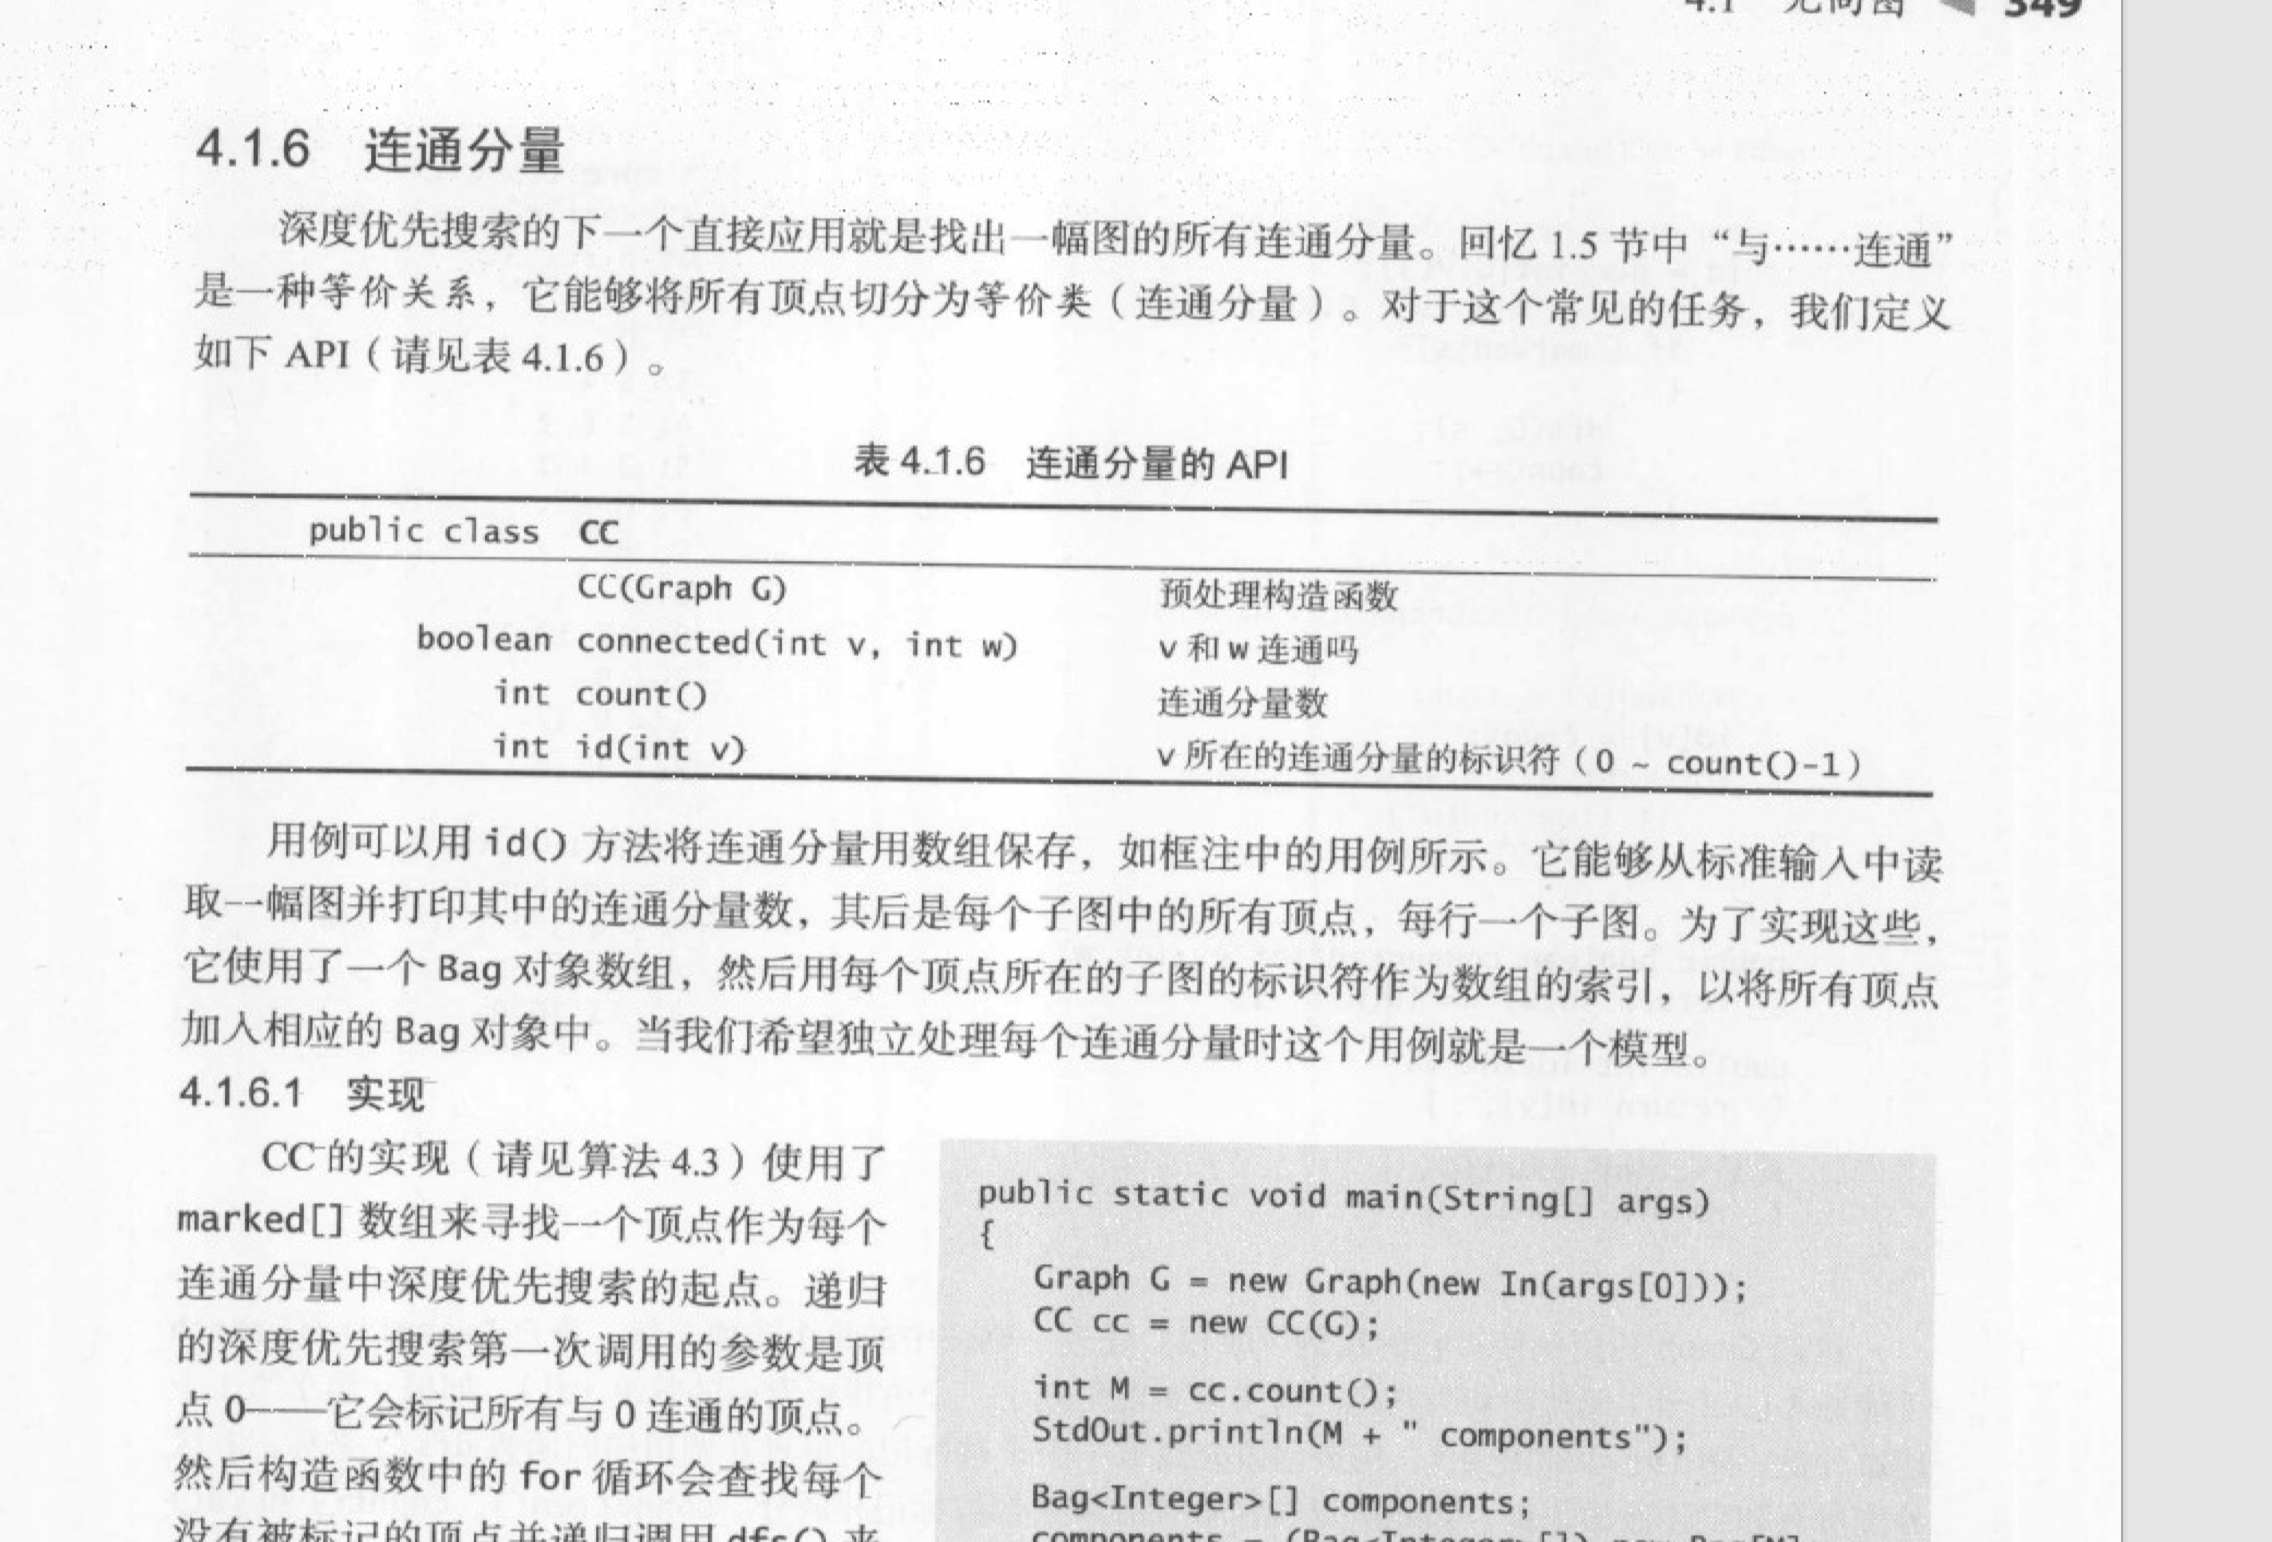 4.1 无向图 349
4.1.6 连通分量
深度优先搜索的下一个直接应用就是找出一幅图的所有连通分量。回忆 1.5 节中“与……连通”
是一种等价关系，它能够将所有顶点切分为等价类（连通分量）。对于这个常见的任务，我们定义
如下 API（请见表 4.1.6）。
表 4.1.6 连通分量的 API
public class CC
CC(Graph G) 预处理构造函数
boolean connected(int v, int w) v 和 w 连通吗
int count() 连通分量数
int id(int v) v 所在的连通分量的标识符（0 ~ count()-1）
用例可以用 id() 方法将连通分量用数组保存，如框注中的用例所示。它能够从标准输入中读
取一幅图并打印其中的连通分量数，其后是每个子图中的所有顶点，每行一个子图。为了实现这些，
它使用了一个 Bag 对象数组，然后用每个顶点所在的子图的标识符作为数组的索引，以将所有顶点
加入相应的 Bag 对象中。当我们希望独立处理每个连通分量时这个用例就是一个模型。
4.1.6.1 实现
CC 的实现（请见算法 4.3）使用了
marked[] 数组来寻找一个顶点作为每个
连通分量中深度优先搜索的起点。递归
的深度优先搜索第一次调用的参数是顶
点 0——它会标记所有与 0 连通的顶点。
然后构造函数中的 for 循环会查找每个
没有被标记的顶点并递归调用 dfs() 来
public static void main(String[] args)
{
Graph G = new Graph(new In(args[0]));
CC cc = new CC(G);
int M = cc.count();
StdOut.println(M + " components");
Bag<Integer>[] components;
components = (Bag<Integer>[]) new Bag[M];